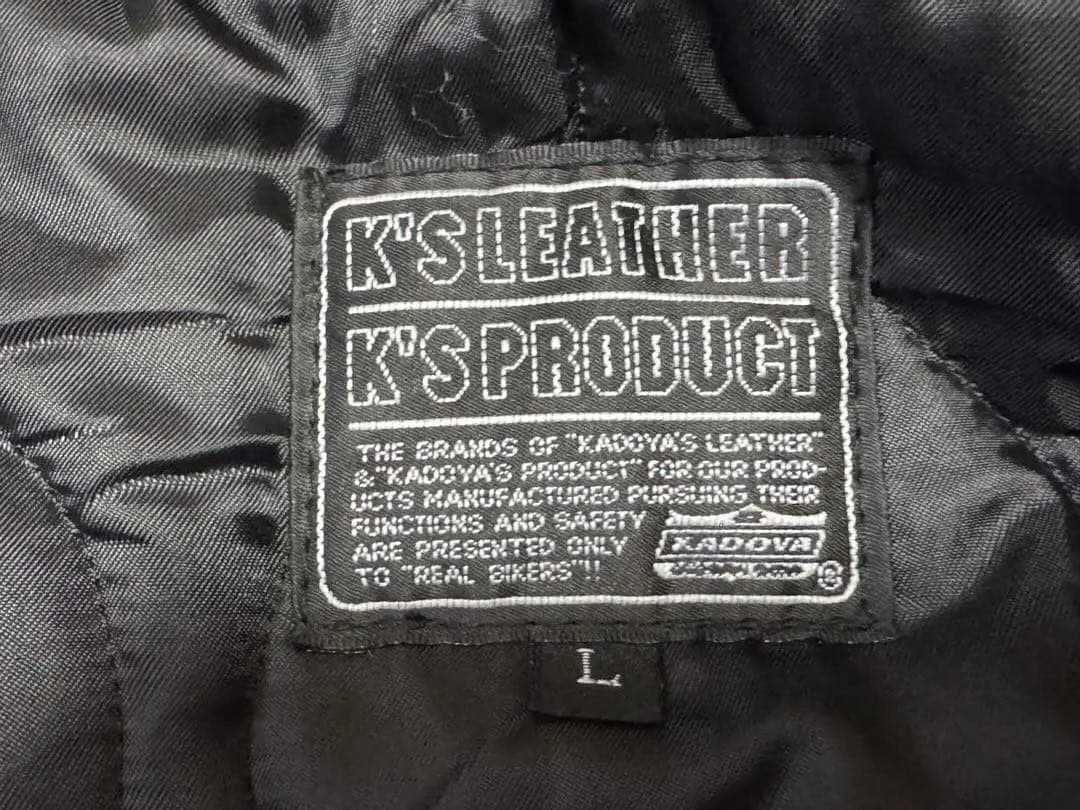 K'S LEATHER
K'S PRODUCT
THE BRANDS OF "KADOYA'S LEATHER"
& "KADOYA'S PRODUCT" FOR OUR PROD-
UCTS MANUFACTURED PURSUING THEIR
FUNCTIONS AND SAFETY
ARE PRESENTED ONLY
TO "REAL BIKERS"!!
KADOYA
®
L